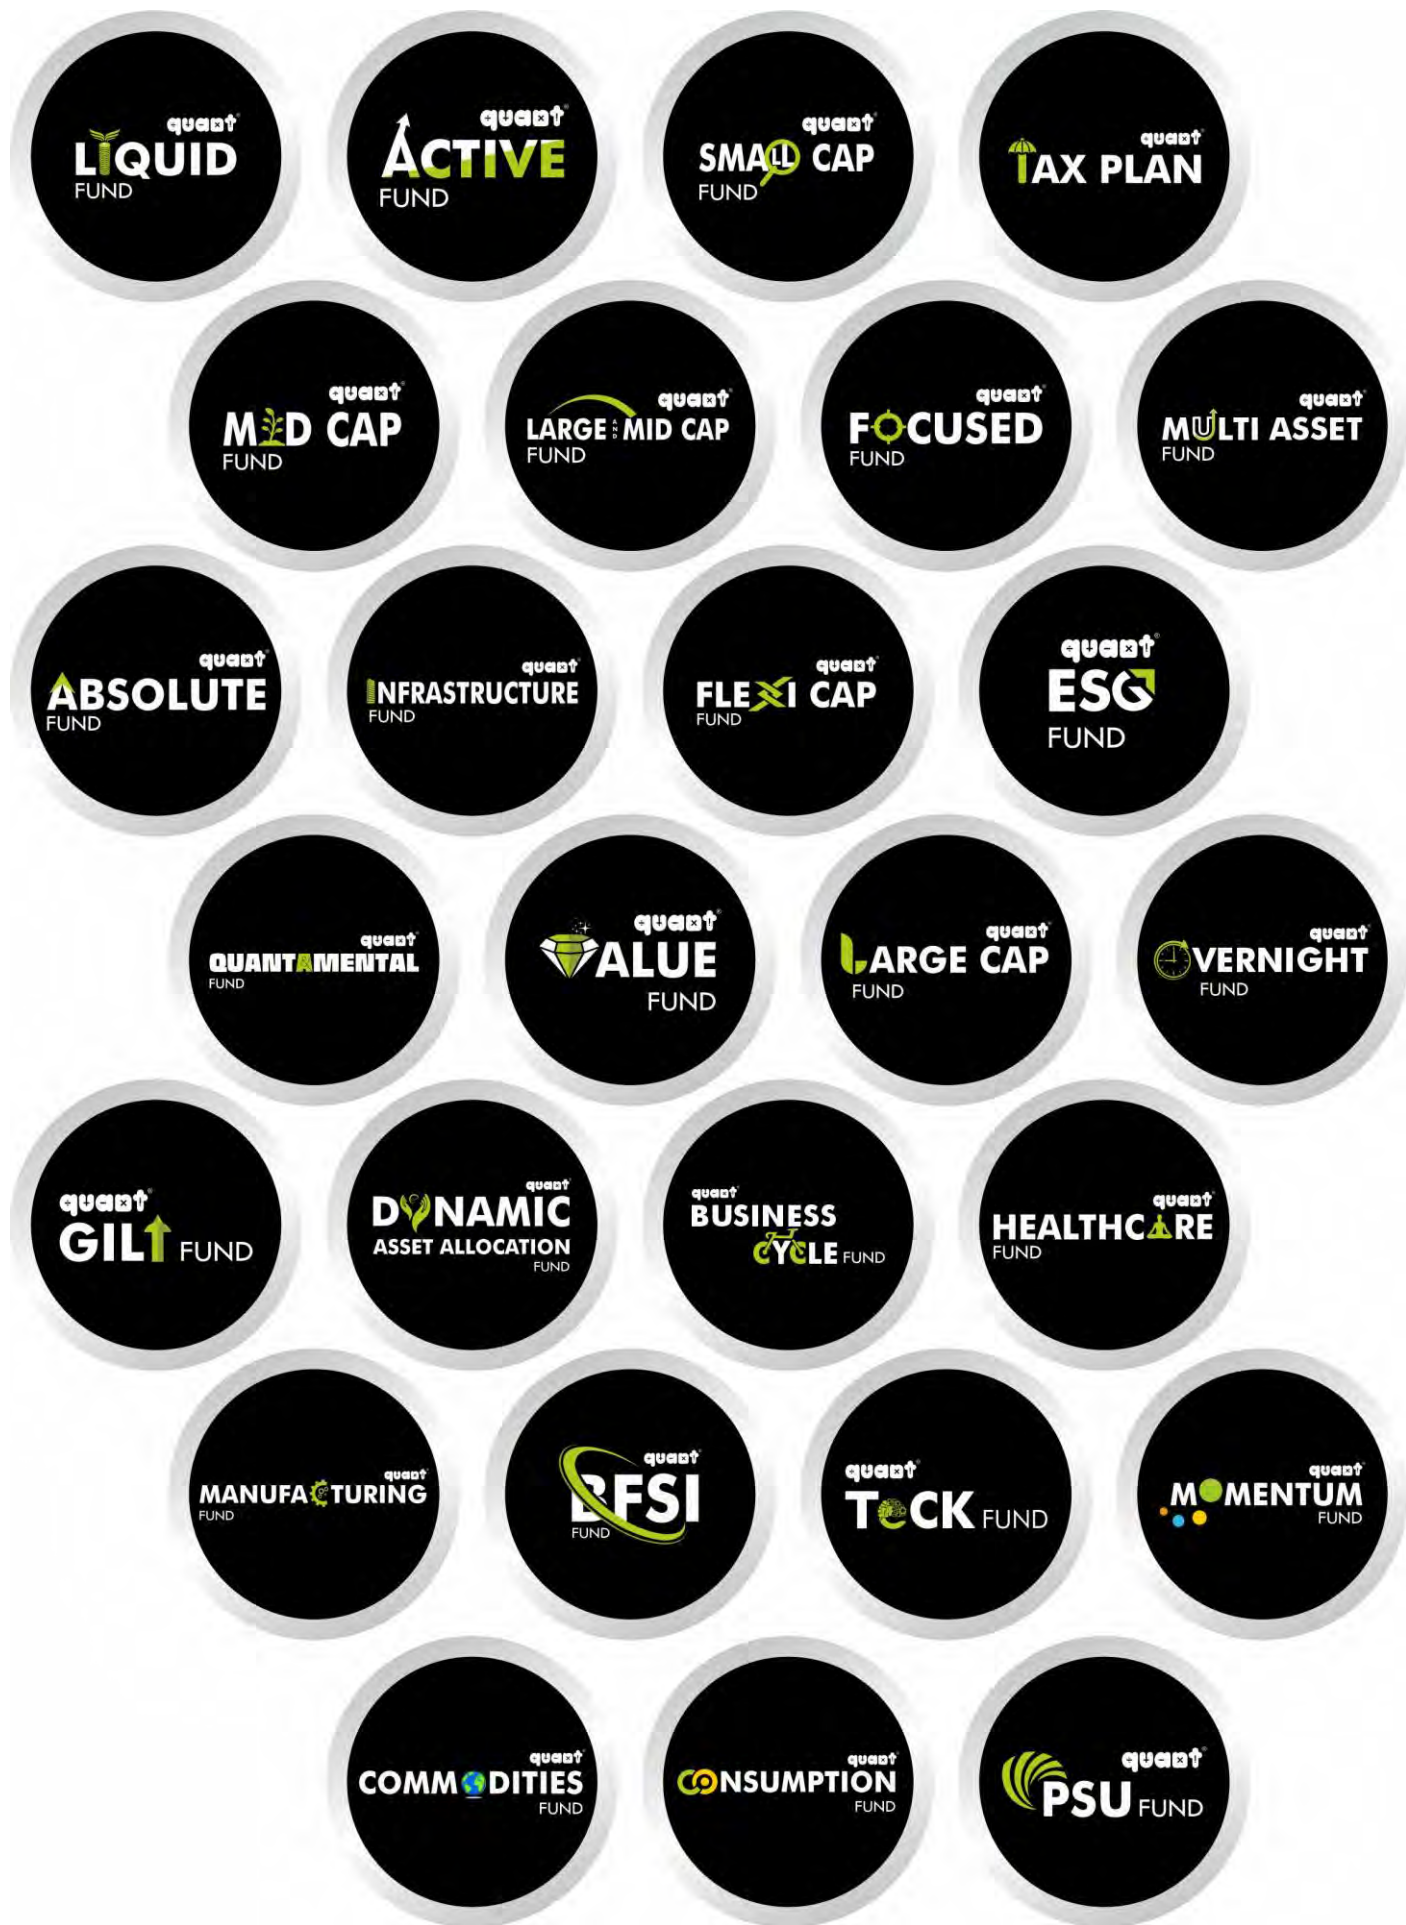 quant®
LIQUID
FUND
quant®
ACTIVE
FUND
quant®
SMALL CAP
FUND
quant®
TAX PLAN
quant®
MID CAP
FUND
quant®
LARGE AND MID CAP
FUND
quant®
FOCUSED
FUND
quant®
MULTI ASSET
FUND
quant®
ABSOLUTE
FUND
quant®
INFRASTRUCTURE
FUND
quant®
FLEXI CAP
FUND
quant®
ESG
FUND
quant®
QUANTAMENTAL
FUND
quant®
VALUE
FUND
quant®
LARGE CAP
FUND
quant®
OVERNIGHT
FUND
quant®
GILT FUND
quant®
DYNAMIC
ASSET ALLOCATION
FUND
quant®
BUSINESS
CYCLE FUND
quant®
HEALTHCARE
FUND
quant®
MANUFACTURING
FUND
quant®
BFSI
FUND
quant®
TECK FUND
quant®
MOMENTUM
FUND
quant®
COMMODITIES
FUND
quant®
CONSUMPTION
FUND
quant®
PSU FUND